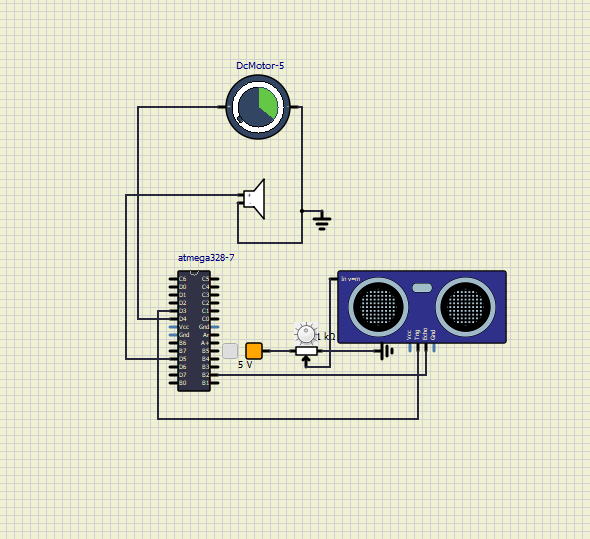 DcMotor-5
+
atmega328-7
C6 C5
D0 C4
D1 C3
D2 C2
D3 C1
D4 C0
Vcc Gnd
Gnd Ar
B6 A+
B7 B5
D5 B4
D6 B3
D7 B2
B0 B1
5 V
1 kΩ
In v=m
Vcc
Trig
Echo
Gnd